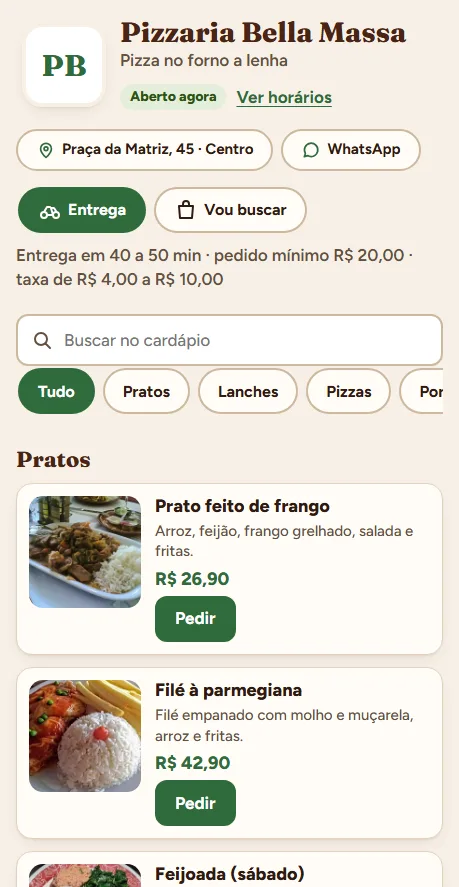 PB
Pizzaria Bella Massa
Pizza no forno a lenha
Aberto agora
Ver horários
Praça da Matriz, 45 · Centro
WhatsApp
Entrega
Vou buscar
Entrega em 40 a 50 min · pedido mínimo R$ 20,00 ·
taxa de R$ 4,00 a R$ 10,00
Buscar no cardápio
Tudo
Pratos
Lanches
Pizzas
Por
Pratos
Prato feito de frango
Arroz, feijão, frango grelhado, salada e
fritas.
R$ 26,90
Pedir
Filé à parmegiana
Filé empanado com molho e muçarela,
arroz e fritas.
R$ 42,90
Pedir
Feijoada (sábado)